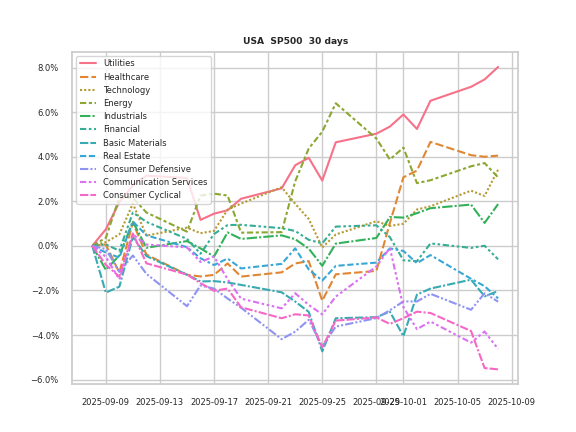 USA SP500 30 days
8.0%
6.0%
4.0%
2.0%
0.0%
−2.0%
−4.0%
−6.0%
Utilities
Healthcare
Technology
Energy
Industrials
Financial
Basic Materials
Real Estate
Consumer Defensive
Communication Services
Consumer Cyclical
2025-09-09
2025-09-13
2025-09-17
2025-09-21
2025-09-25
2025-09-29
2025-10-01
2025-10-05
2025-10-09